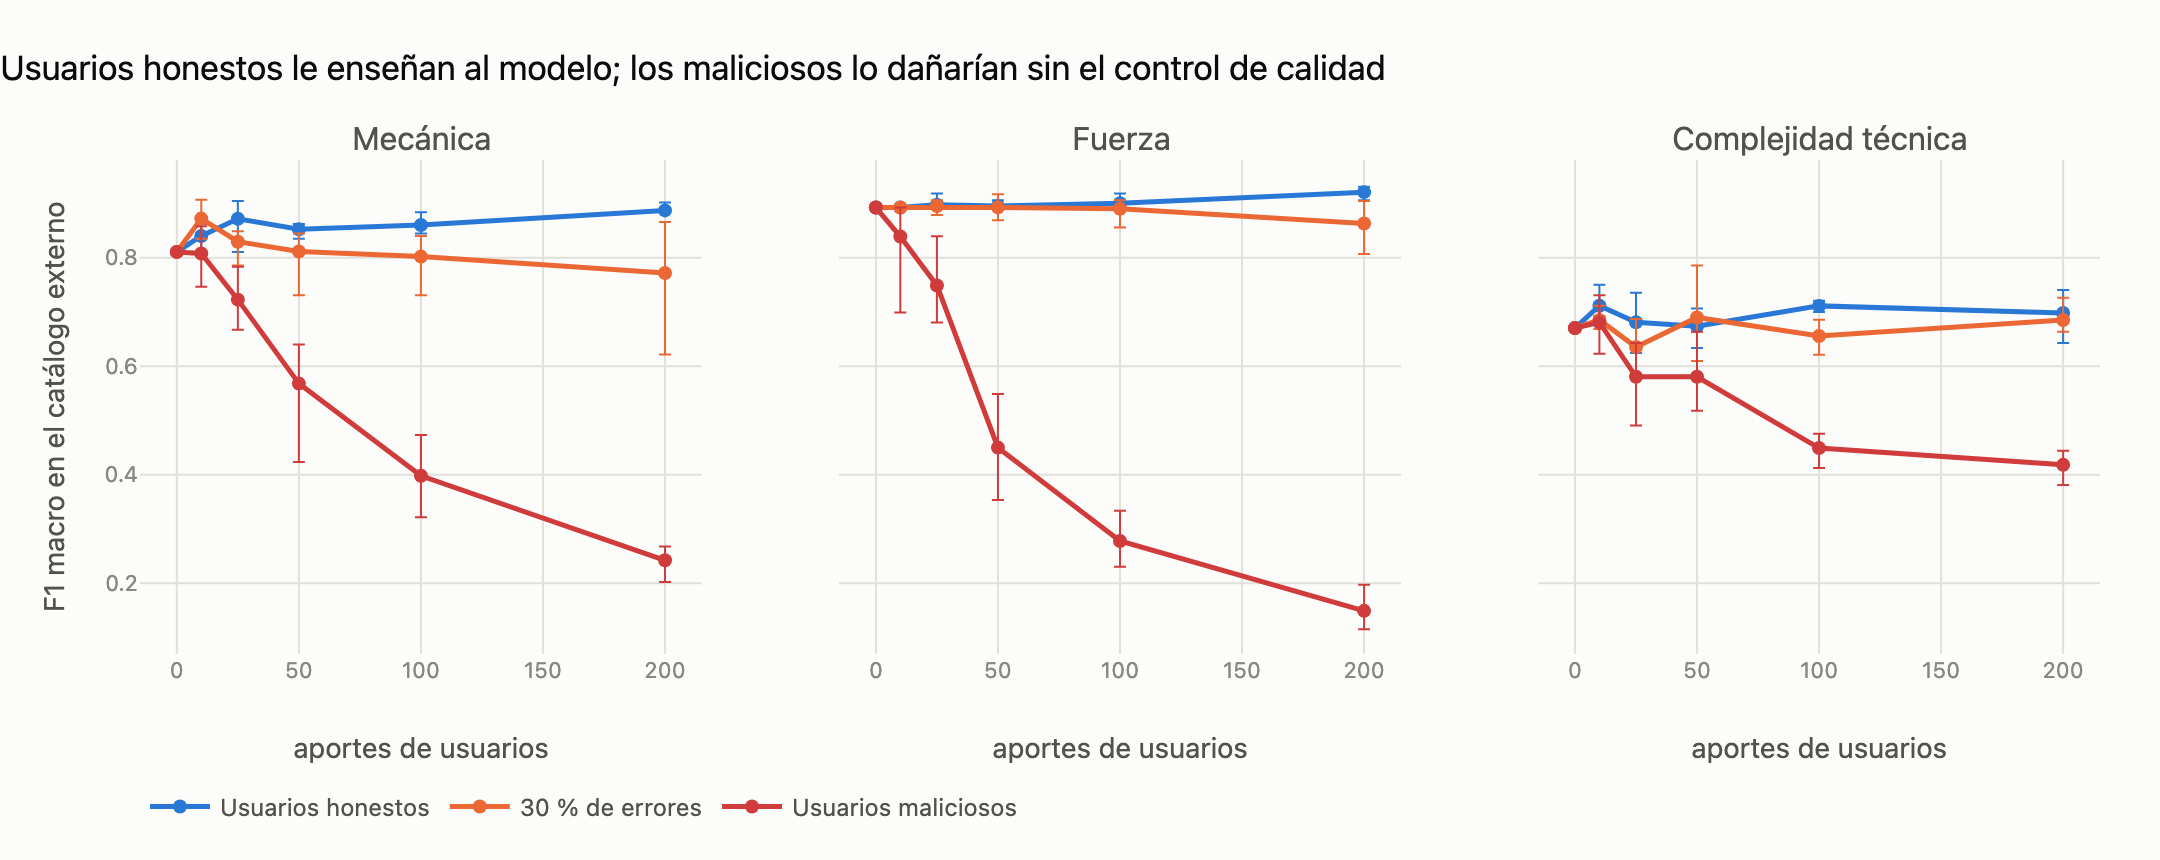 Usuarios honestos le enseñan al modelo; los maliciosos lo dañarían sin el control de calidad
Mecánica
Fuerza
Complejidad técnica
F1 macro en el catálogo externo
0.8
0.6
0.4
0.2
0 50 100 150 200
0 50 100 150 200
0 50 100 150 200
aportes de usuarios
aportes de usuarios
aportes de usuarios
Usuarios honestos
30 % de errores
Usuarios maliciosos